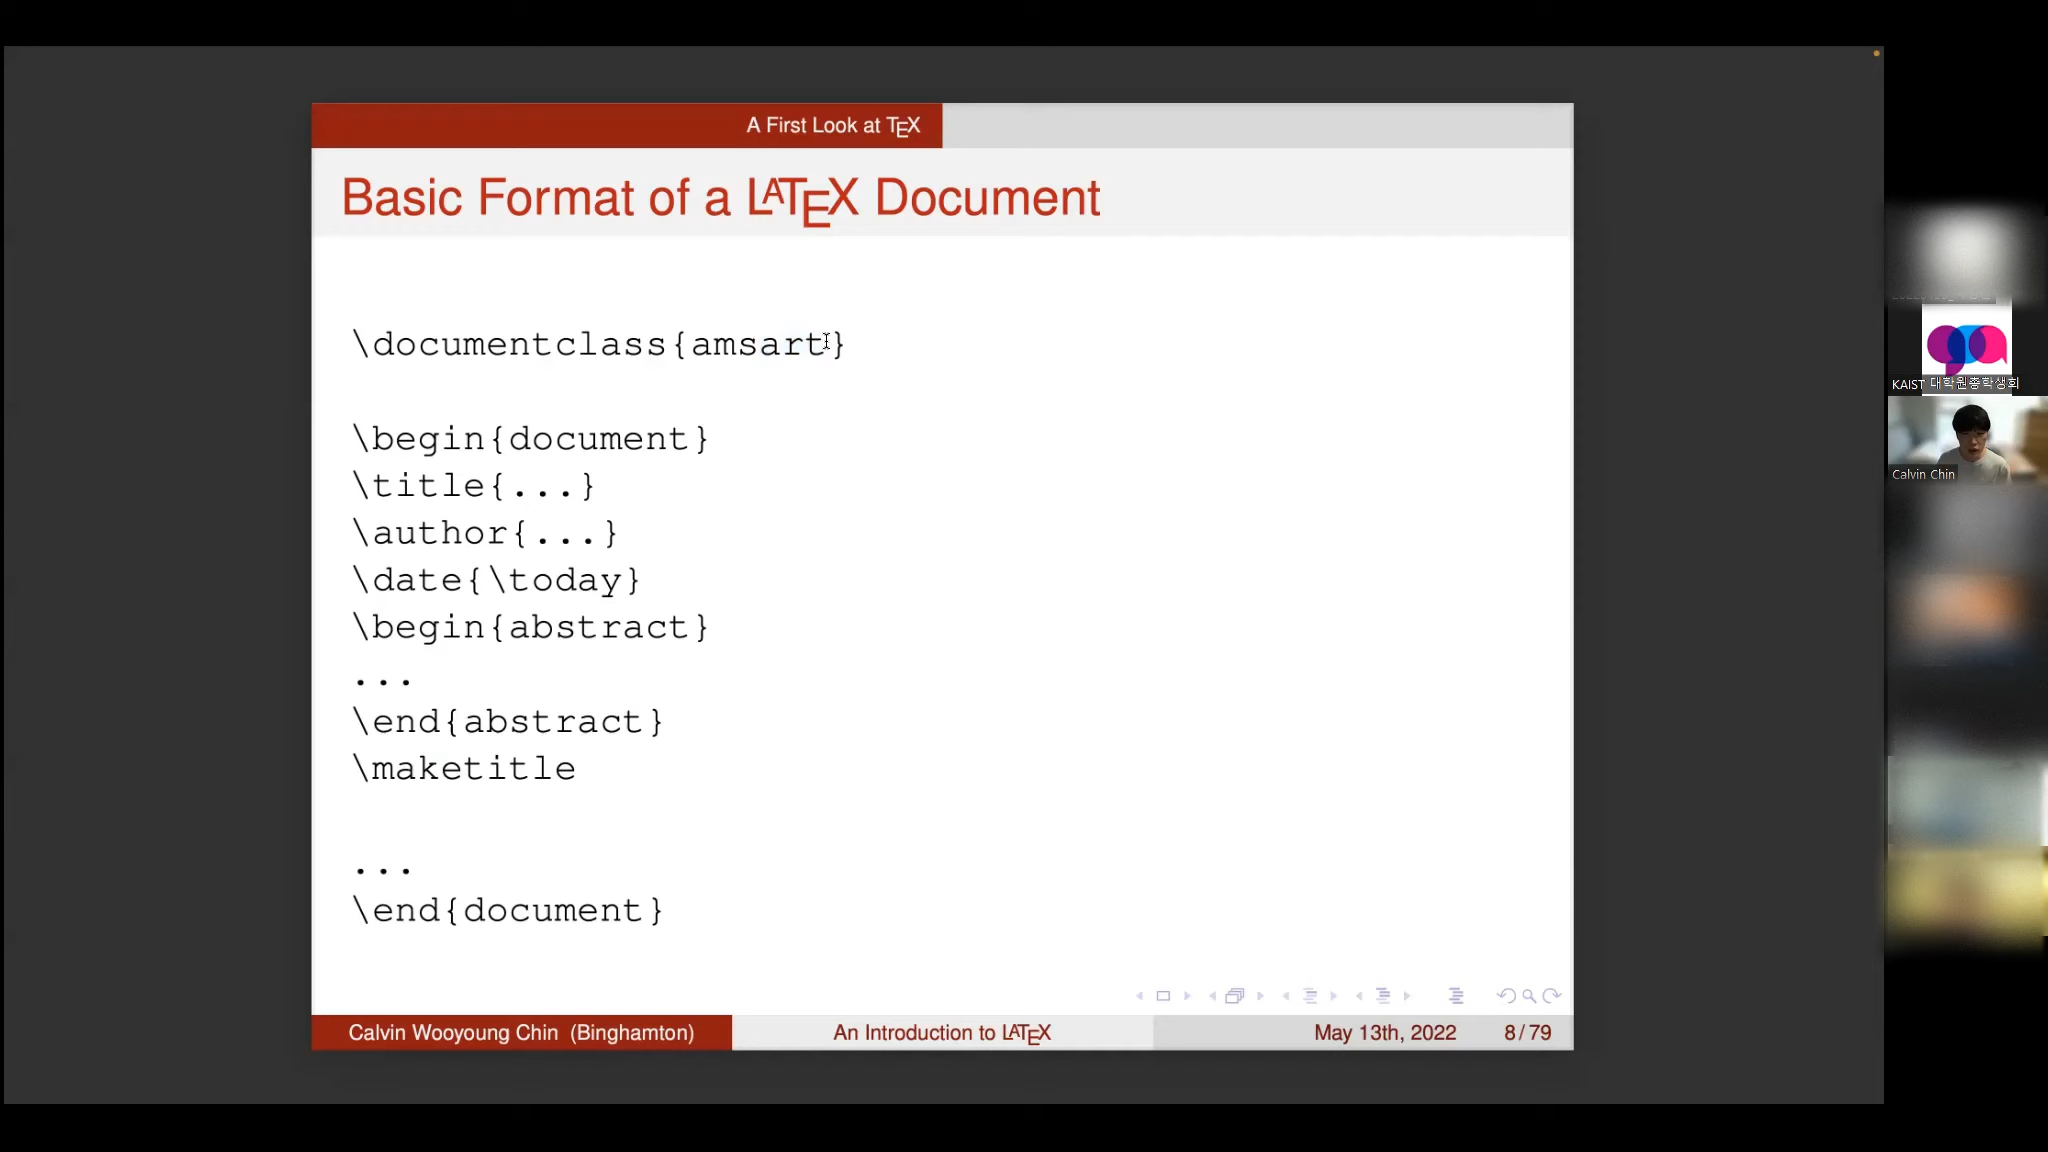 A First Look at TEX
Basic Format of a LATEX Document
\documentclass{amsart}
\begin{document}
\title{...}
\author{...}
\date{\today}
\begin{abstract}
...
\end{abstract}
\maketitle
...
\end{document}
Calvin Wooyoung Chin (Binghamton)
An Introduction to LATEX
May 13th, 2022
8/79
KAIST 대학원총학생회
Calvin Chin